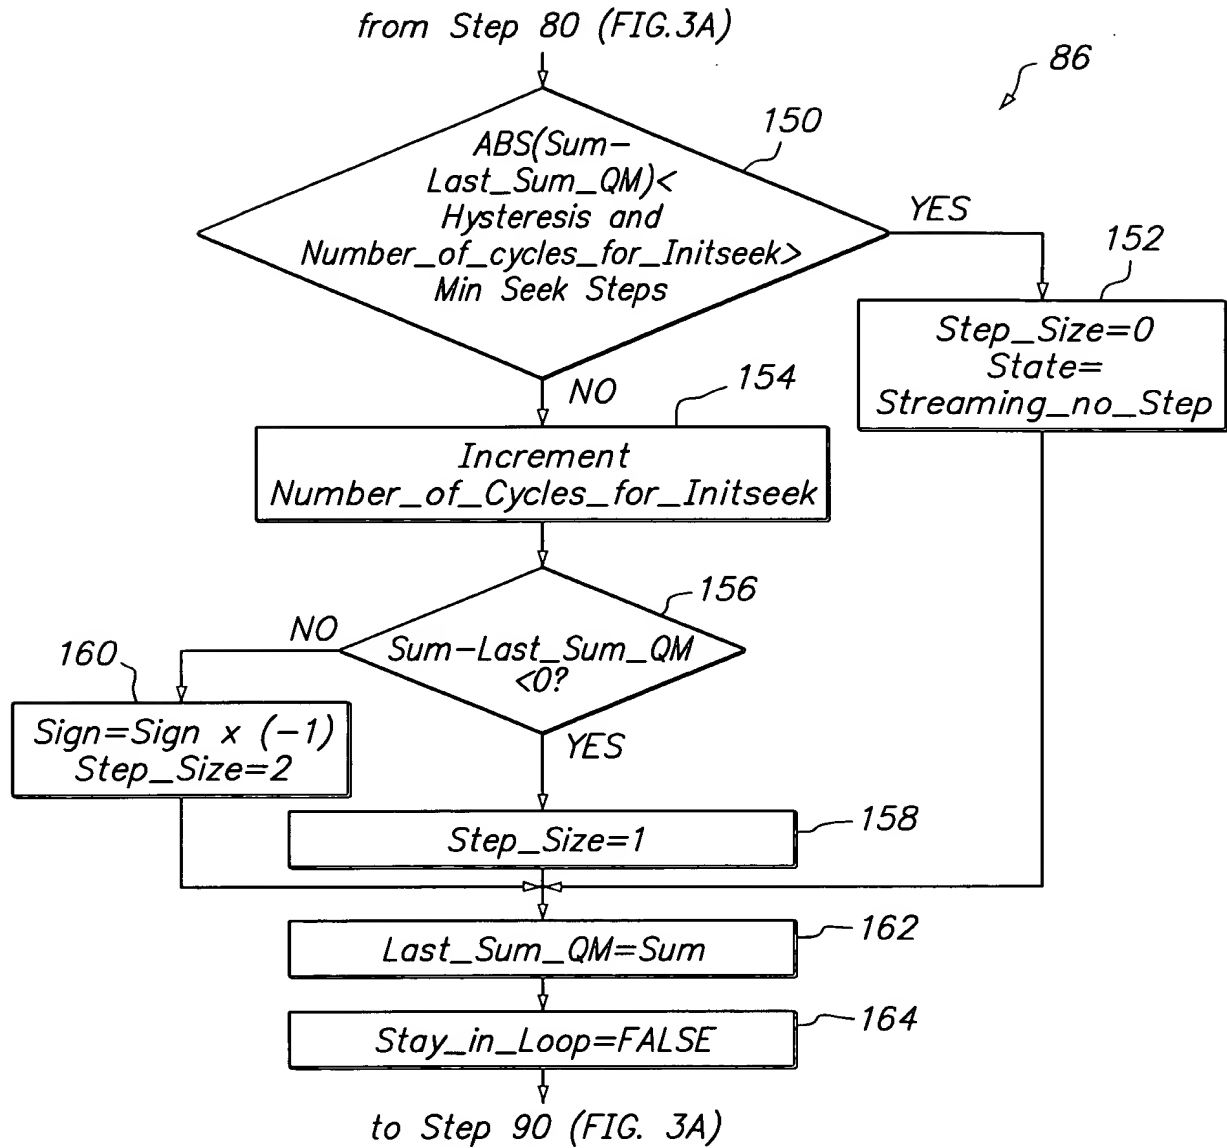 from Step 80 (FIG.3A)
86
150
ABS(Sum-
Last_Sum_QM)<
Hysteresis and
Number_of_cycles_for_Initseek>
Min Seek Steps
YES
152
Step_Size=0
State=
Streaming_no_Step
NO
154
Increment
Number_of_Cycles_for_Initseek
156
NO
Sum-Last_Sum_QM
<0?
160
Sign=Sign x (-1)
Step_Size=2
YES
Step_Size=1
158
Last_Sum_QM=Sum
162
Stay_in_Loop=FALSE
164
to Step 90 (FIG. 3A)